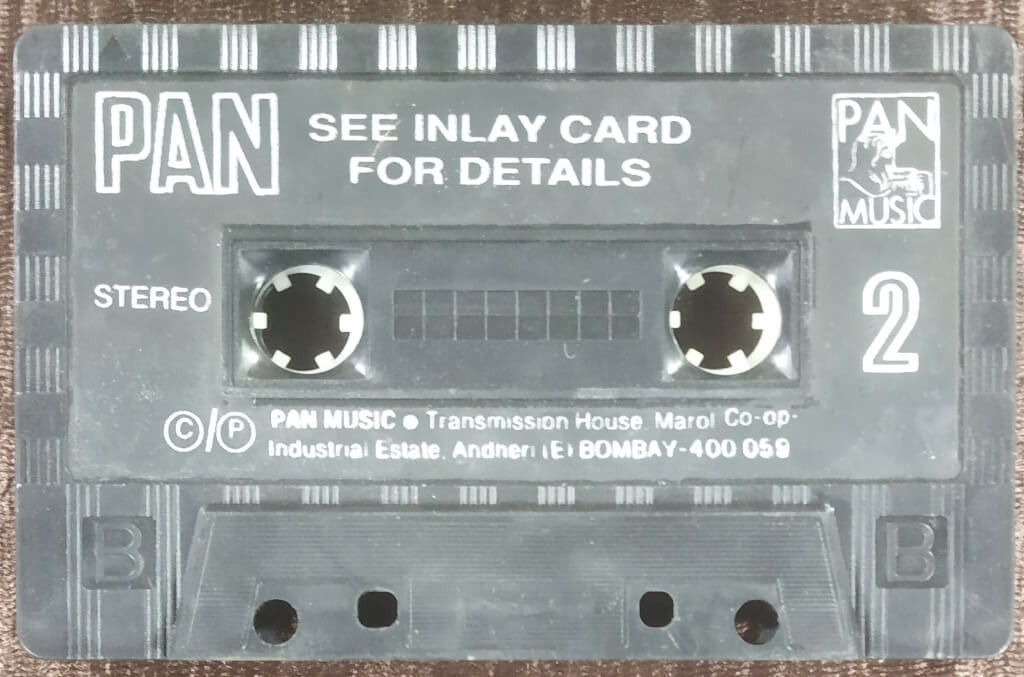 PAN
SEE INLAY CARD
FOR DETAILS
PAN
MUSIC
STEREO
2
©/℗ PAN MUSIC ● Transmission House, Marol Co-op-
Industrial Estate, Andheri (E) BOMBAY-400 059
B B